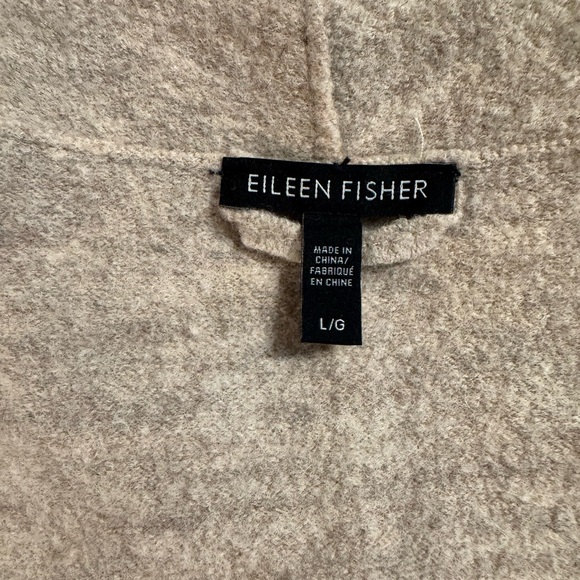 EILEEN FISHER
MADE IN
CHINA/
FABRIQUÉ
EN CHINE
L/G